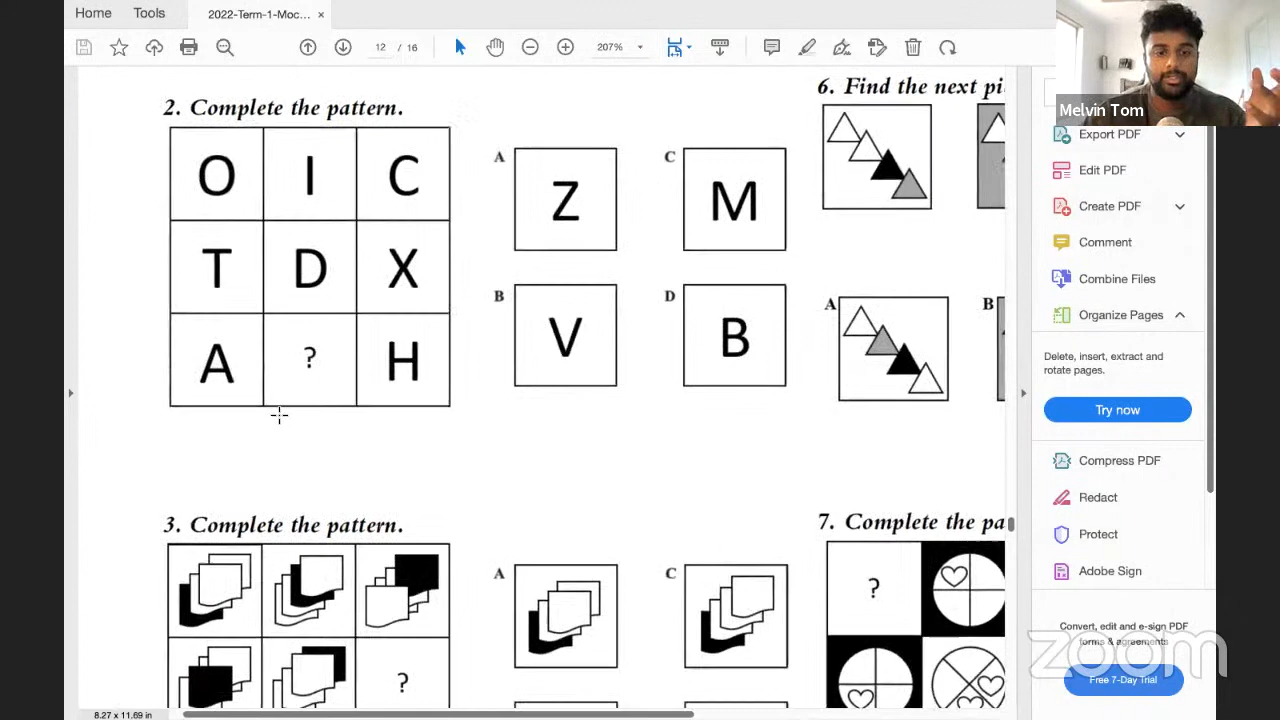 Home Tools 2022-Term-1-Moc... ×
12 / 16 207%
Melvin Tom
2. Complete the pattern.
O I C
T D X
A ? H
A Z
C M
B V
D B
6. Find the next pi
A
B
3. Complete the pattern.
?
A
C
7. Complete the pa
?
Export PDF
Edit PDF
Create PDF
Comment
Combine Files
Organize Pages
Delete, insert, extract and
rotate pages.
Try now
Compress PDF
Redact
Protect
Adobe Sign
Convert, edit and e-sign PDF
forms & agreements
Free 7-Day Trial
zoom
8.27 x 11.69 in